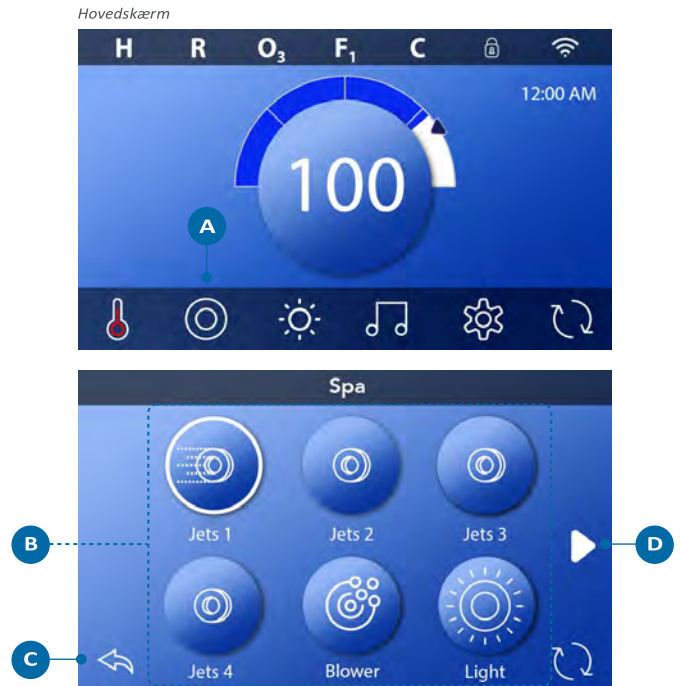 Hovedskærm
H R O₃ F₁ C
12:00 AM
100
A
Spa
Jets 1 Jets 2 Jets 3
B
D
Jets 4 Blower Light
C